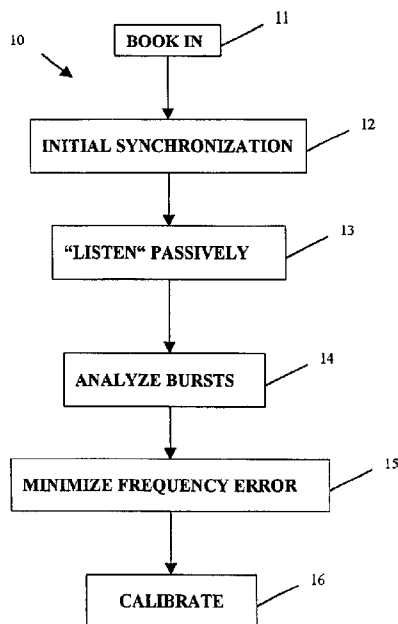 10
BOOK IN
11
INITIAL SYNCHRONIZATION
12
"LISTEN" PASSIVELY
13
ANALYZE BURSTS
14
MINIMIZE FREQUENCY ERROR
15
CALIBRATE
16